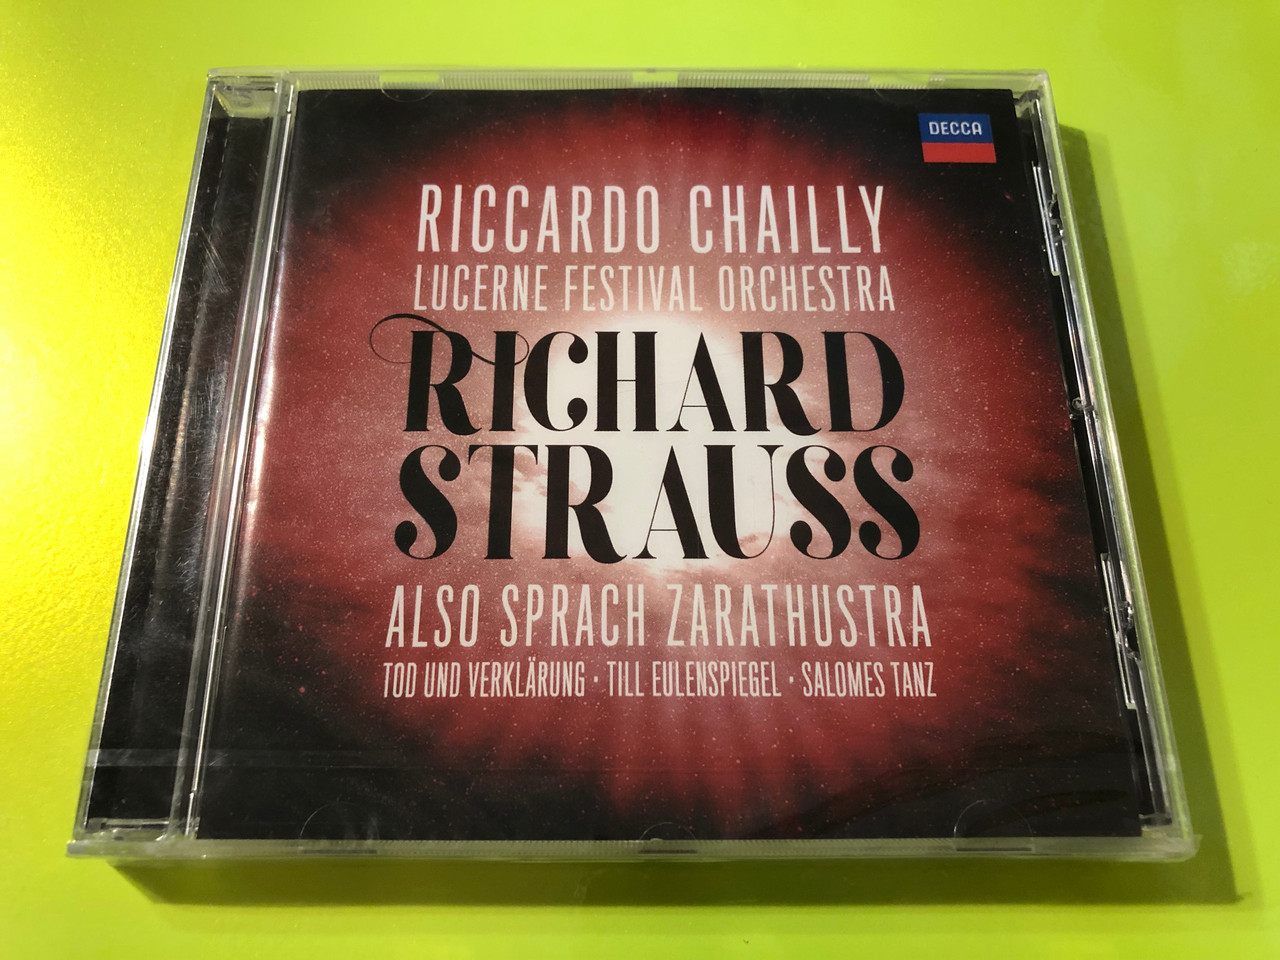 DECCA
RICCARDO CHAILLY
LUCERNE FESTIVAL ORCHESTRA
RICHARD
STRAUSS
ALSO SPRACH ZARATHUSTRA
TOD UND VERKLÄRUNG · TILL EULENSPIEGEL · SALOMES TANZ